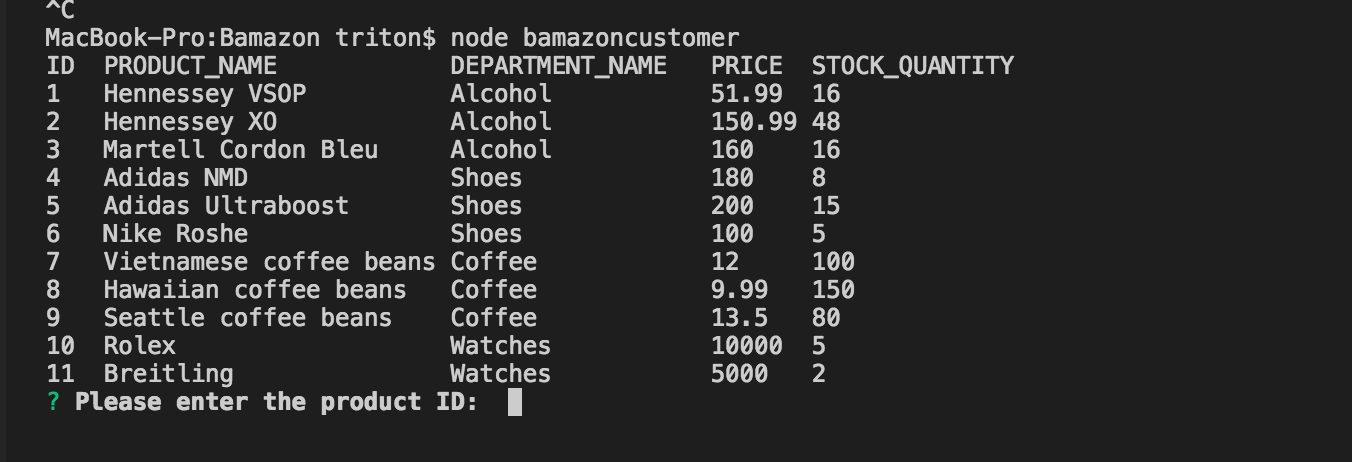 ^C
MacBook-Pro:Bamazon triton$ node bamazoncustomer
ID PRODUCT_NAME DEPARTMENT_NAME PRICE STOCK_QUANTITY
1 Hennessey VSOP Alcohol 51.99 16
2 Hennessey XO Alcohol 150.99 48
3 Martell Cordon Bleu Alcohol 160 16
4 Adidas NMD Shoes 180 8
5 Adidas Ultraboost Shoes 200 15
6 Nike Roshe Shoes 100 5
7 Vietnamese coffee beans Coffee 12 100
8 Hawaiian coffee beans Coffee 9.99 150
9 Seattle coffee beans Coffee 13.5 80
10 Rolex Watches 10000 5
11 Breitling Watches 5000 2
? Please enter the product ID: